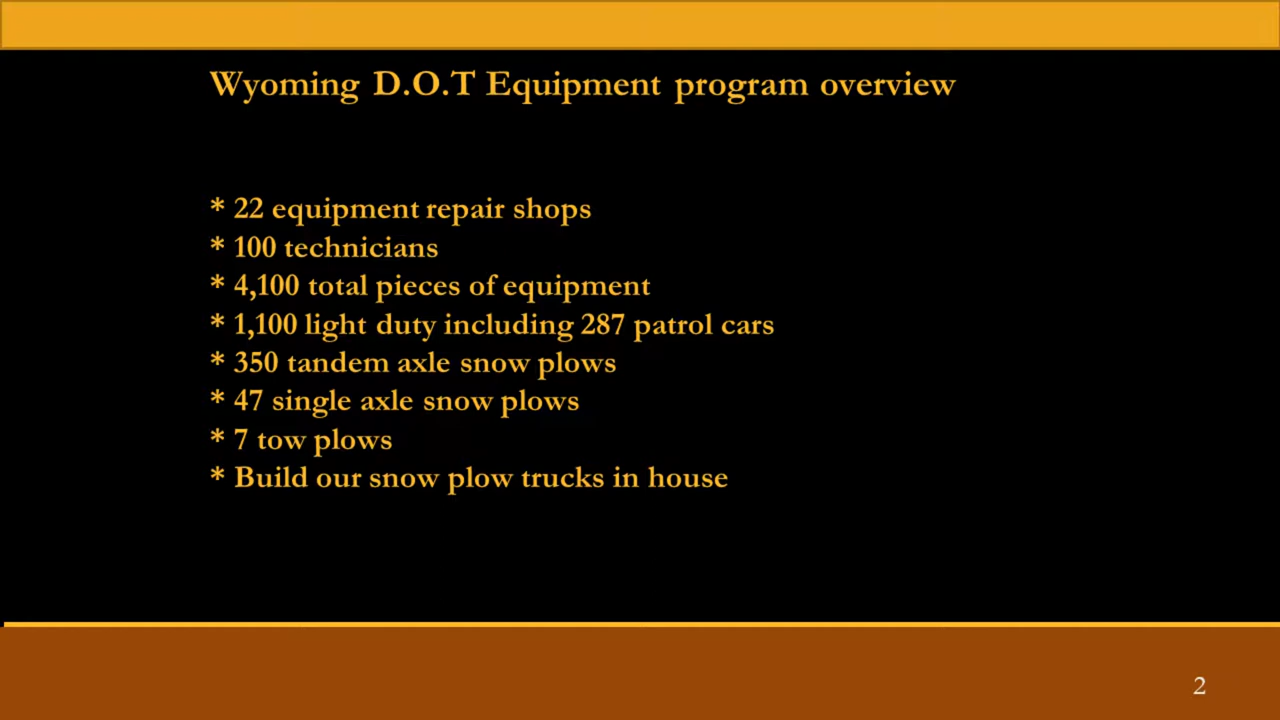 Wyoming D.O.T Equipment program overview
* 22 equipment repair shops
* 100 technicians
* 4,100 total pieces of equipment
* 1,100 light duty including 287 patrol cars
* 350 tandem axle snow plows
* 47 single axle snow plows
* 7 tow plows
* Build our snow plow trucks in house
2